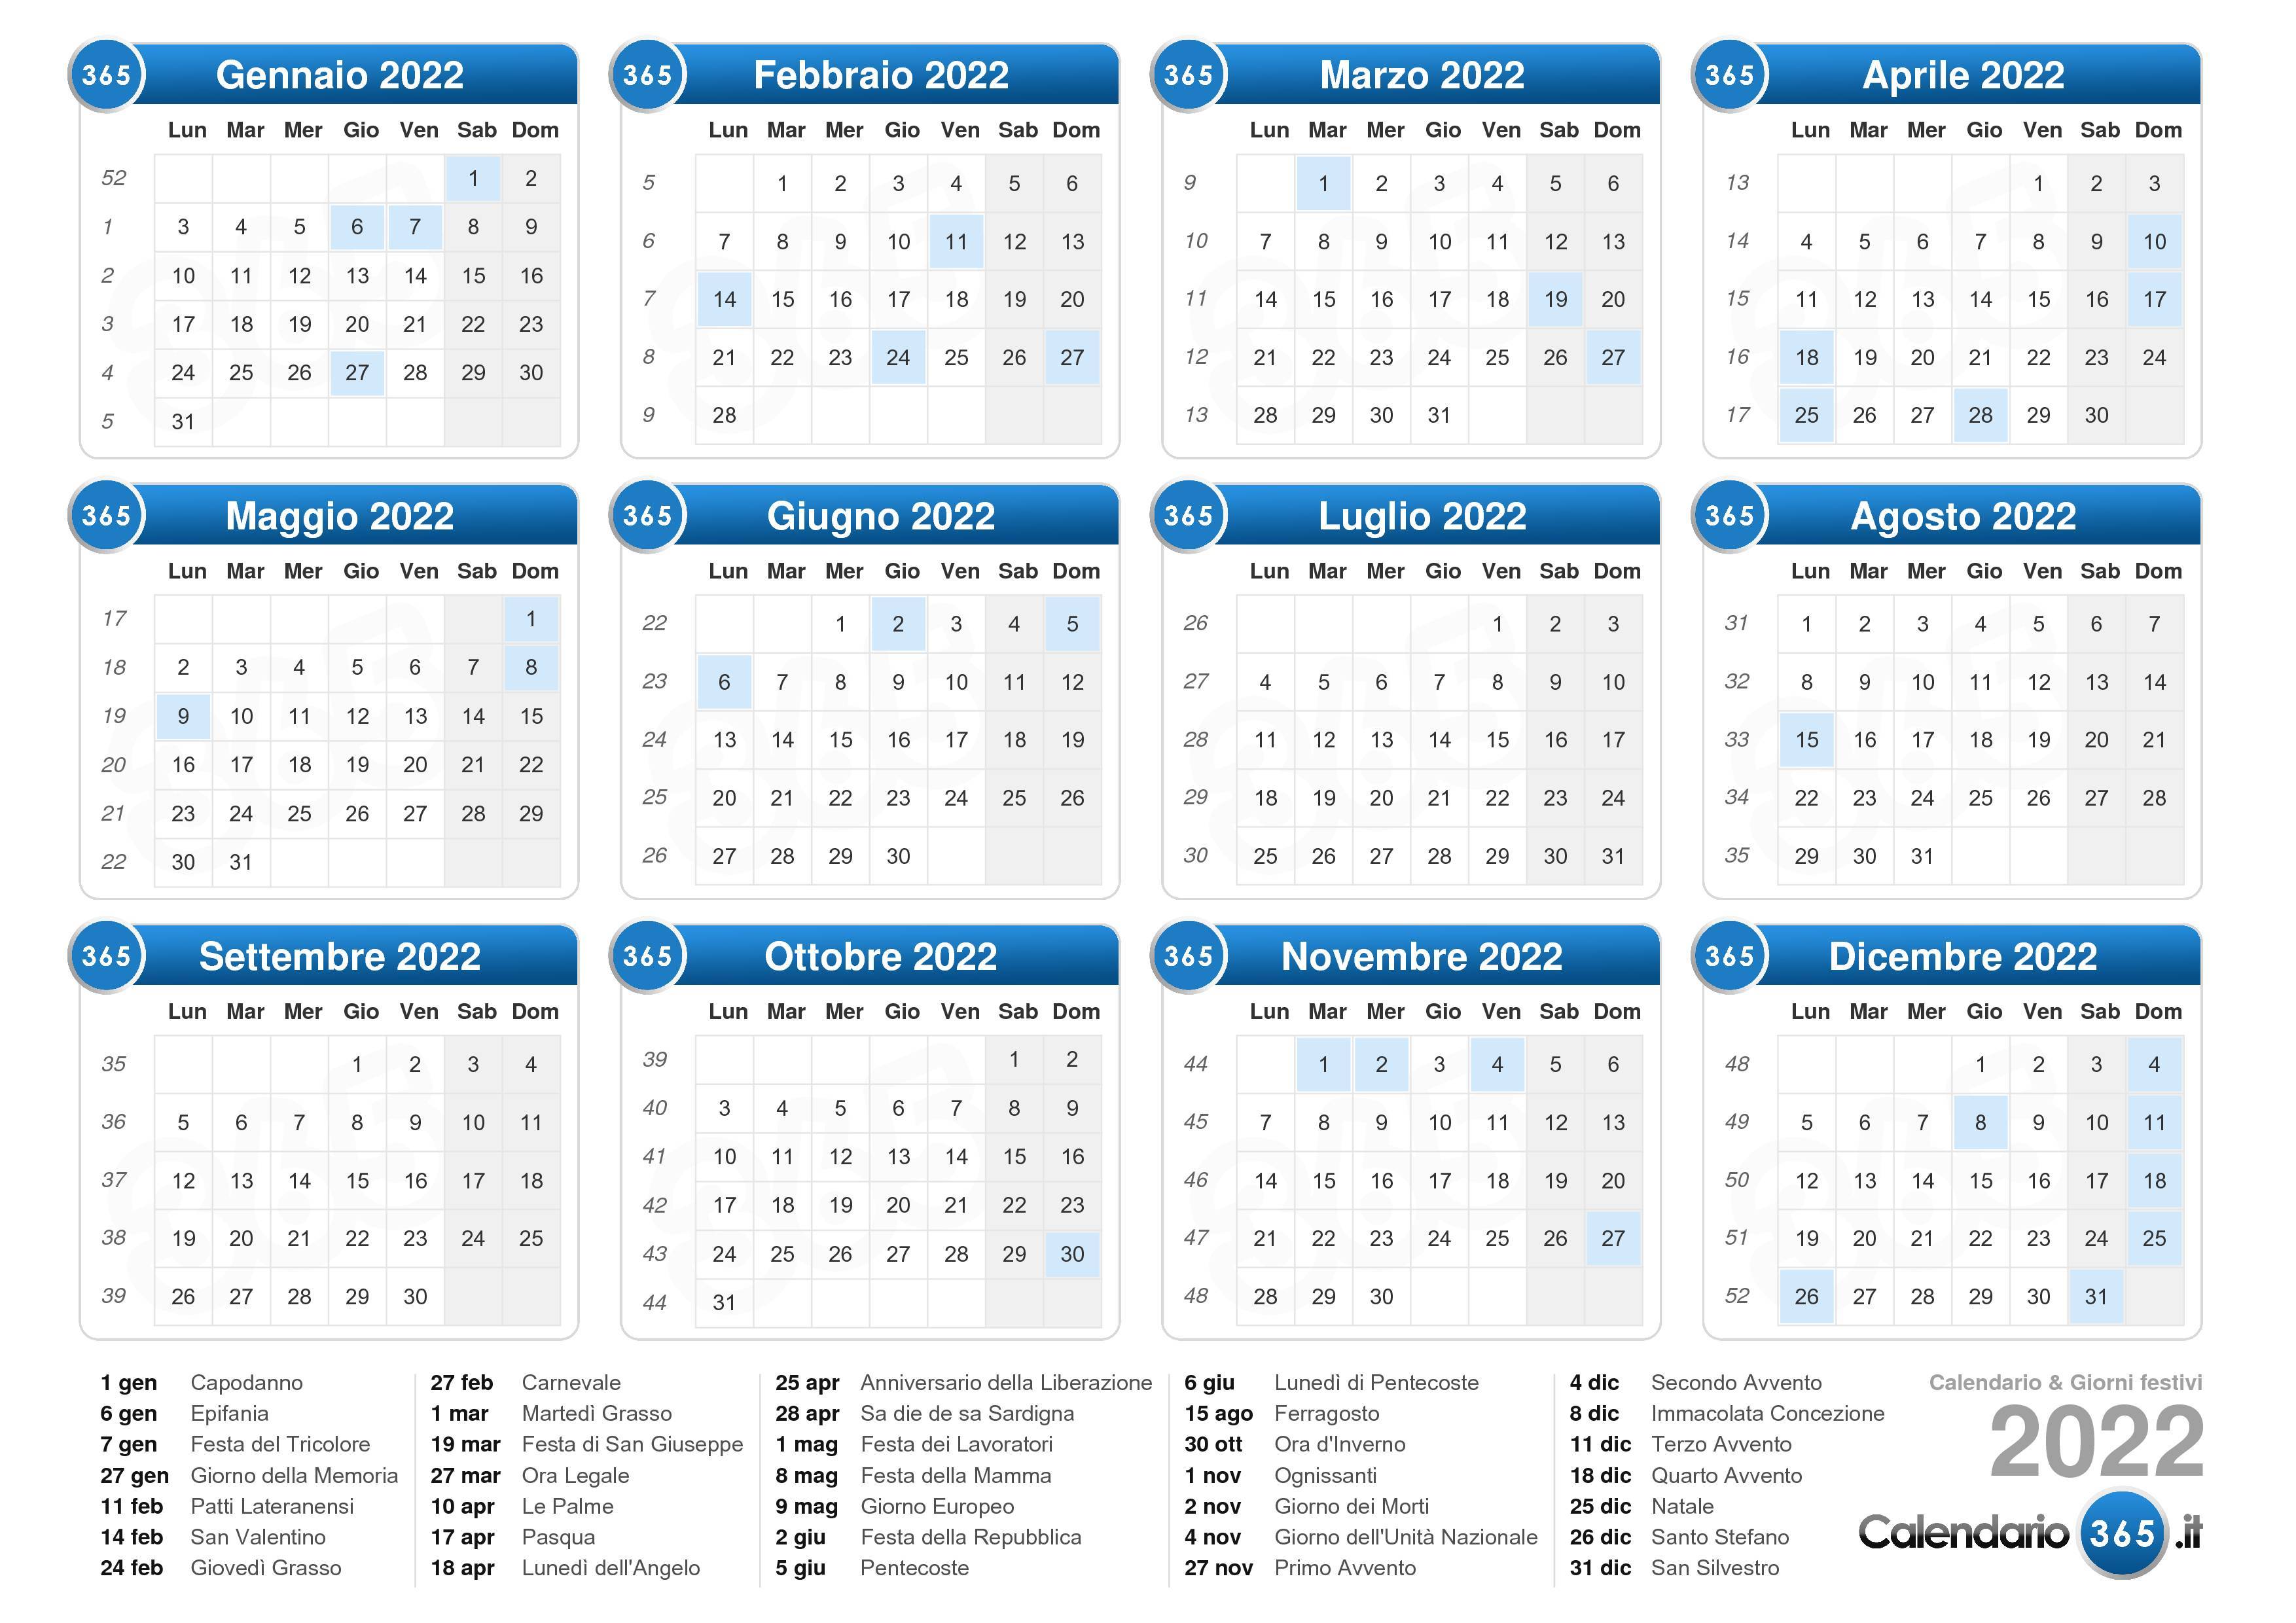 365 Gennaio 2022
Lun Mar Mer Gio Ven Sab Dom
52 1 2
1 3 4 5 6 7 8 9
2 10 11 12 13 14 15 16
3 17 18 19 20 21 22 23
4 24 25 26 27 28 29 30
5 31
365 Febbraio 2022
Lun Mar Mer Gio Ven Sab Dom
5 1 2 3 4 5 6
6 7 8 9 10 11 12 13
7 14 15 16 17 18 19 20
8 21 22 23 24 25 26 27
9 28
365 Marzo 2022
Lun Mar Mer Gio Ven Sab Dom
9 1 2 3 4 5 6
10 7 8 9 10 11 12 13
11 14 15 16 17 18 19 20
12 21 22 23 24 25 26 27
13 28 29 30 31
365 Aprile 2022
Lun Mar Mer Gio Ven Sab Dom
13 1 2 3
14 4 5 6 7 8 9 10
15 11 12 13 14 15 16 17
16 18 19 20 21 22 23 24
17 25 26 27 28 29 30
365 Maggio 2022
Lun Mar Mer Gio Ven Sab Dom
17 1
18 2 3 4 5 6 7 8
19 9 10 11 12 13 14 15
20 16 17 18 19 20 21 22
21 23 24 25 26 27 28 29
22 30 31
365 Giugno 2022
Lun Mar Mer Gio Ven Sab Dom
22 1 2 3 4 5
23 6 7 8 9 10 11 12
24 13 14 15 16 17 18 19
25 20 21 22 23 24 25 26
26 27 28 29 30
365 Luglio 2022
Lun Mar Mer Gio Ven Sab Dom
26 1 2 3
27 4 5 6 7 8 9 10
28 11 12 13 14 15 16 17
29 18 19 20 21 22 23 24
30 25 26 27 28 29 30 31
365 Agosto 2022
Lun Mar Mer Gio Ven Sab Dom
31 1 2 3 4 5 6 7
32 8 9 10 11 12 13 14
33 15 16 17 18 19 20 21
34 22 23 24 25 26 27 28
35 29 30 31
365 Settembre 2022
Lun Mar Mer Gio Ven Sab Dom
35 1 2 3 4
36 5 6 7 8 9 10 11
37 12 13 14 15 16 17 18
38 19 20 21 22 23 24 25
39 26 27 28 29 30
365 Ottobre 2022
Lun Mar Mer Gio Ven Sab Dom
39 1 2
40 3 4 5 6 7 8 9
41 10 11 12 13 14 15 16
42 17 18 19 20 21 22 23
43 24 25 26 27 28 29 30
44 31
365 Novembre 2022
Lun Mar Mer Gio Ven Sab Dom
44 1 2 3 4 5 6
45 7 8 9 10 11 12 13
46 14 15 16 17 18 19 20
47 21 22 23 24 25 26 27
48 28 29 30
365 Dicembre 2022
Lun Mar Mer Gio Ven Sab Dom
48 1 2 3 4
49 5 6 7 8 9 10 11
50 12 13 14 15 16 17 18
51 19 20 21 22 23 24 25
52 26 27 28 29 30 31
1 gen Capodanno
6 gen Epifania
7 gen Festa del Tricolore
27 gen Giorno della Memoria
11 feb Patti Lateranensi
14 feb San Valentino
24 feb Giovedì Grasso
27 feb Carnevale
1 mar Martedì Grasso
19 mar Festa di San Giuseppe
27 mar Ora Legale
10 apr Le Palme
17 apr Pasqua
18 apr Lunedì dell'Angelo
25 apr Anniversario della Liberazione
28 apr Sa die de sa Sardigna
1 mag Festa dei Lavoratori
8 mag Festa della Mamma
9 mag Giorno Europeo
2 giu Festa della Repubblica
5 giu Pentecoste
6 giu Lunedì di Pentecoste
15 ago Ferragosto
30 ott Ora d'Inverno
1 nov Ognissanti
2 nov Giorno dei Morti
4 nov Giorno dell'Unità Nazionale
27 nov Primo Avvento
4 dic Secondo Avvento
8 dic Immacolata Concezione
11 dic Terzo Avvento
18 dic Quarto Avvento
25 dic Natale
26 dic Santo Stefano
31 dic San Silvestro
Calendario & Giorni festivi
2022
Calendario 365 .it